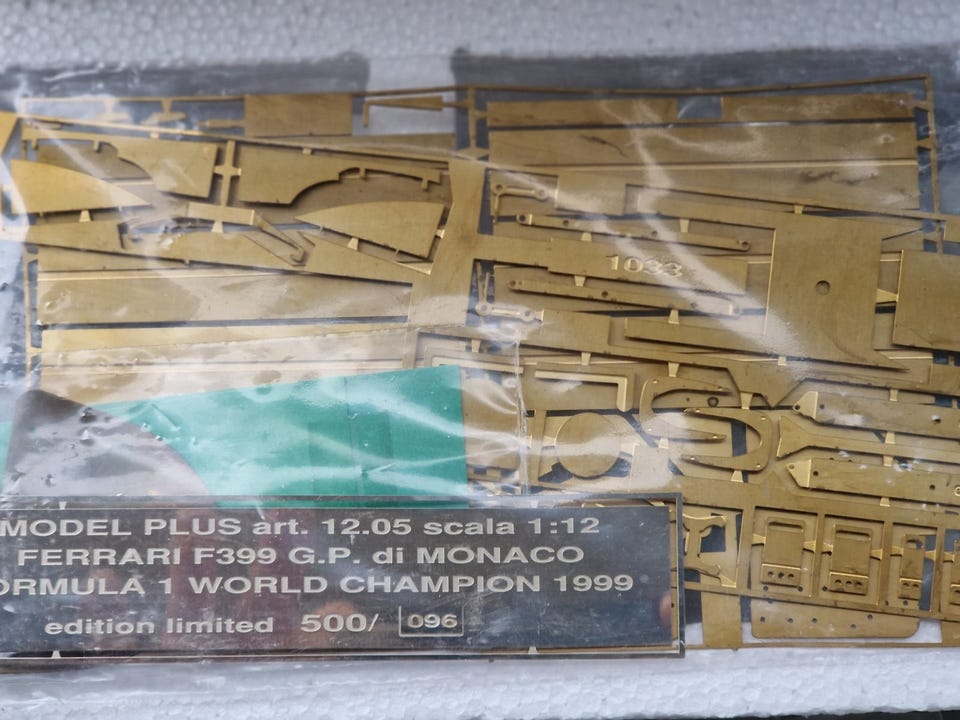 1033
MODEL PLUS art. 12.05 scala 1:12
FERRARI F399 G.P. di MONACO
ORMULA 1 WORLD CHAMPION 1999
edition limited 500/ 096